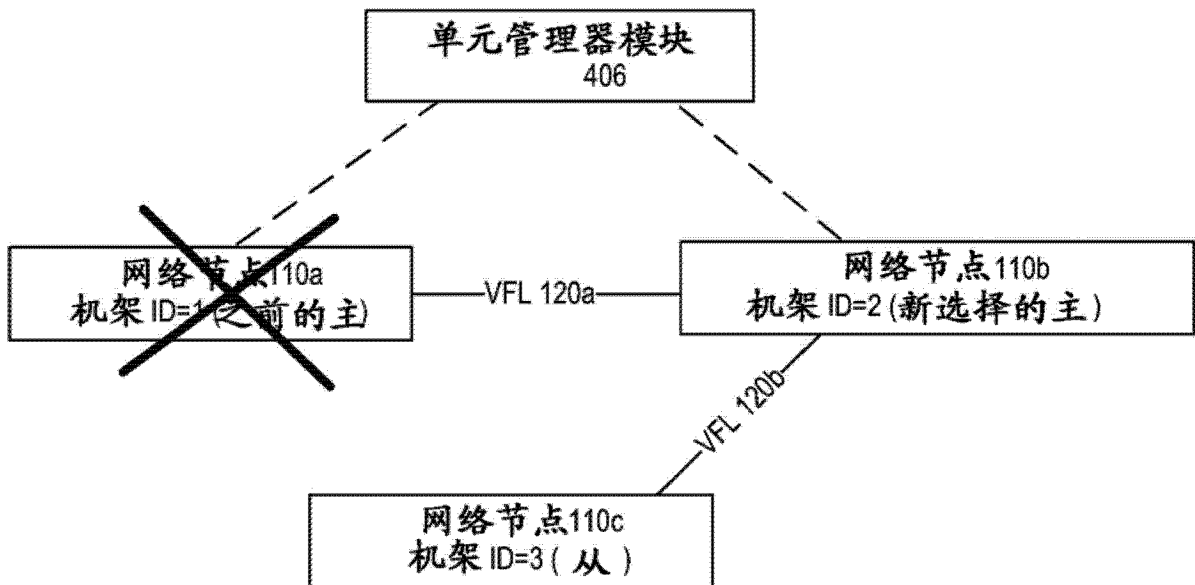 单元管理器模块
406
网络节点110a
机架 ID=1 (之前的主)
VFL 120a
网络节点110b
机架 ID=2 (新选择的主)
VFL 120b
网络节点110c
机架 ID=3 ( 从 )